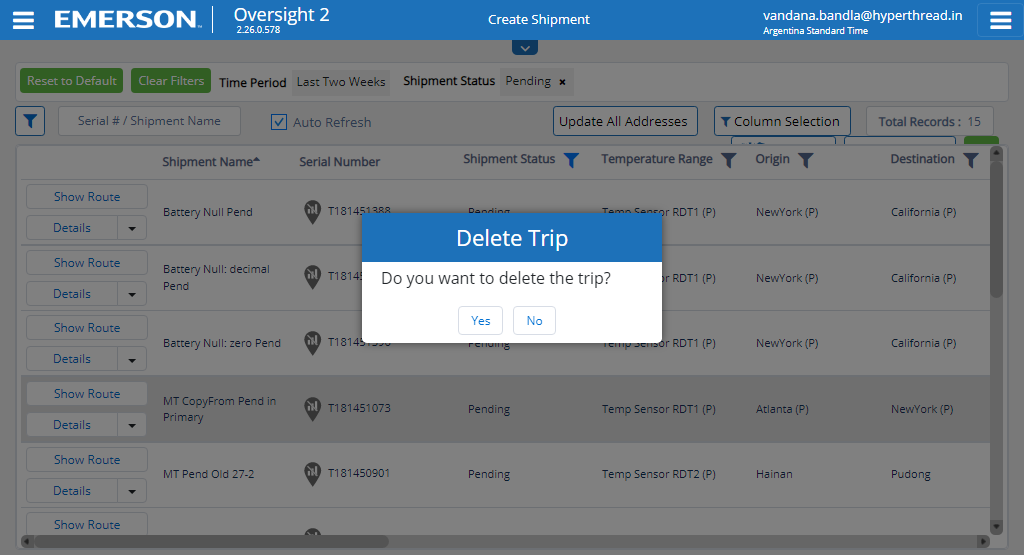 EMERSON
Oversight 2
2.26.0.578
Create Shipment
vandana.bandla@hyperthread.in
Argentina Standard Time
Reset to Default Clear Filters Time Period Last Two Weeks Shipment Status Pending ×
Serial # / Shipment Name Auto Refresh Update All Addresses Column Selection Total Records : 15
Shipment Name Serial Number Shipment Status Temperature Range Origin Destination
Show Route
Details
Battery Null Pend T181451388 Pending Temp Sensor RDT1 (P) NewYork (P) California (P)
Show Route
Details
Battery Null: decimal
Pend
NewYork (P) California (P)
Show Route
Details
Battery Null: zero Pend Pending Temp Sensor RDT1 (P) NewYork (P) California (P)
Delete Trip
Do you want to delete the trip?
Yes No
Show Route
Details
MT CopyFrom Pend in
Primary
T181451073 Pending Temp Sensor RDT1 (P) Atlanta (P) NewYork (P)
Show Route
Details
MT Pend Old 27-2 T181450901 Pending Temp Sensor RDT2 (P) Hainan Pudong
Show Route